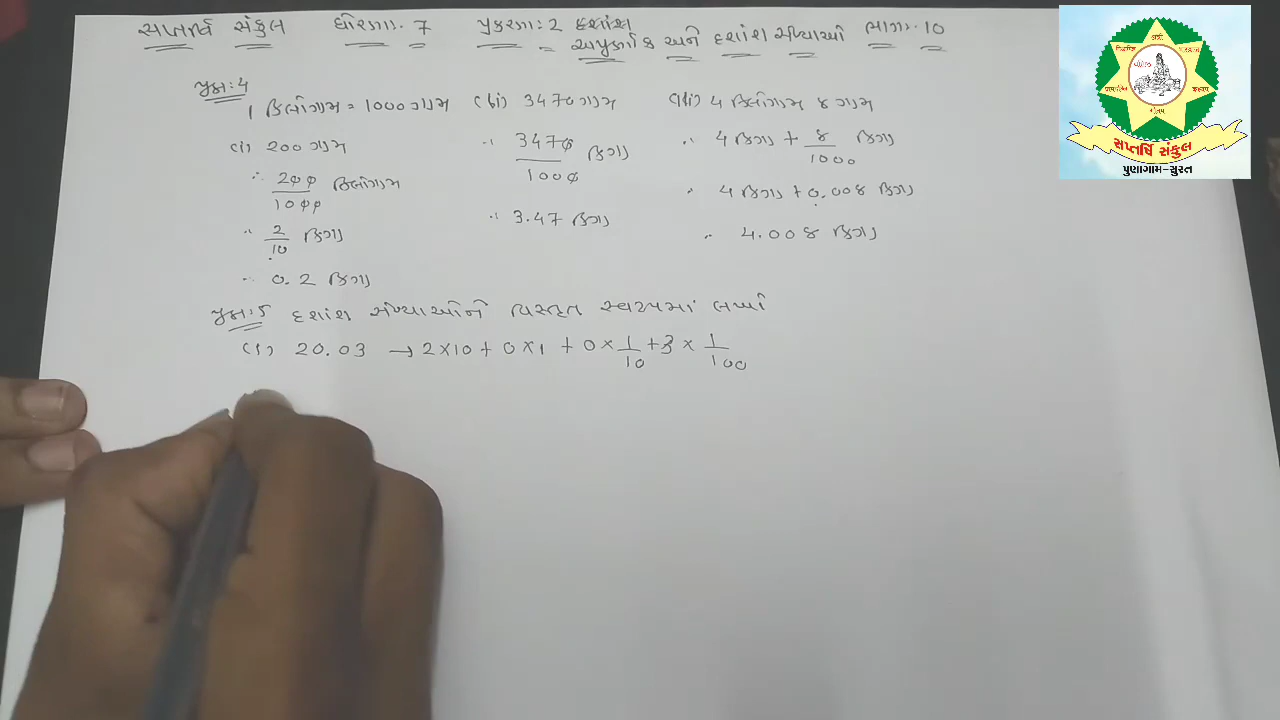 સપ્તર્ષિ સંકુલ ધોરણ. 7 પ્રકરણ: 2 દશાંશ
અપૂર્ણાંક અને દશાંશ સંખ્યાઓ ભાગ. 10
પ્રશ્ન: 4
1 કિલોગ્રામ = 1000 ગ્રામ
(i) 200 ગ્રામ
∴ 200/1000 કિલોગ્રામ
∴ 2/10 કિગ્રા
∴ 0.2 કિગ્રા
(ii) 3470 ગ્રામ
∴ 3470/1000 કિગ્રા
∴ 3.47 કિગ્રા
(iii) 4 કિલોગ્રામ 8 ગ્રામ
∴ 4 કિગ્રા + 8/1000 કિગ્રા
∴ 4 કિગ્રા + 0.008 કિગ્રા
∴ 4.008 કિગ્રા
પ્રશ્ન: 5 દશાંશ સંખ્યાઓને વિસ્તૃત સ્વરૂપમાં લખો
(i) 20.03 → 2 × 10 + 0 × 1 + 0 × 1/10 + 3 × 1/100
સપ્તર્ષિ સંકુલ
પુણાગામ-સુરત